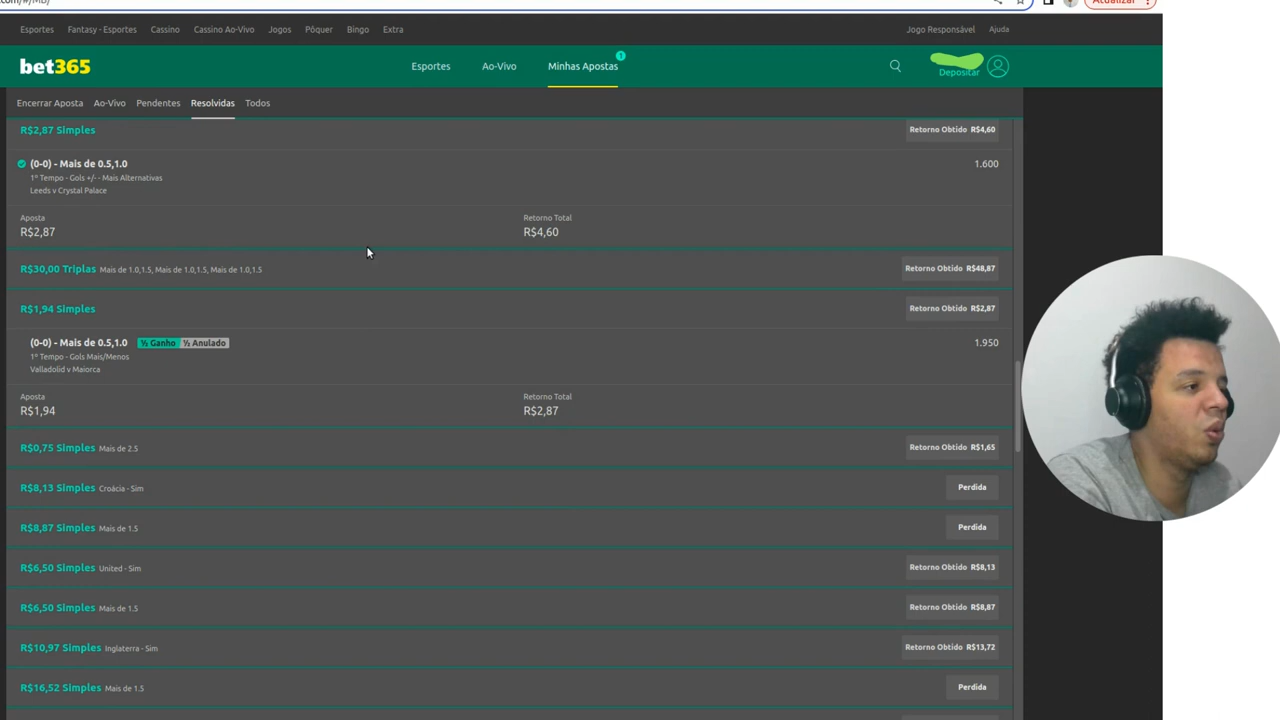 Atualizar
Esportes Fantasy - Esportes Cassino Cassino Ao-Vivo Jogos Pôquer Bingo Extra Jogo Responsável Ajuda
bet365 Esportes Ao-Vivo Minhas Apostas 1 Depositar
Encerrar Aposta Ao-Vivo Pendentes Resolvidas Todos
R$2,87 Simples Retorno Obtido R$4,60
(0-0) - Mais de 0.5,1.0 1.600
1º Tempo - Gols +/- - Mais Alternativas
Leeds v Crystal Palace
Aposta Retorno Total
R$2,87 R$4,60
R$30,00 Triplas Mais de 1.0,1.5, Mais de 1.0,1.5, Mais de 1.0,1.5 Retorno Obtido R$48,87
R$1,94 Simples Retorno Obtido R$2,87
(0-0) - Mais de 0.5,1.0 ½ Ganho ½ Anulado 1.950
1º Tempo - Gols Mais/Menos
Valladolid v Maiorca
Aposta Retorno Total
R$1,94 R$2,87
R$0,75 Simples Mais de 2.5 Retorno Obtido R$1,65
R$8,13 Simples Croácia - Sim Perdida
R$8,87 Simples Mais de 1.5 Perdida
R$6,50 Simples United - Sim Retorno Obtido R$8,13
R$6,50 Simples Mais de 1.5 Retorno Obtido R$8,87
R$10,97 Simples Inglaterra - Sim Retorno Obtido R$13,72
R$16,52 Simples Mais de 1.5 Perdida